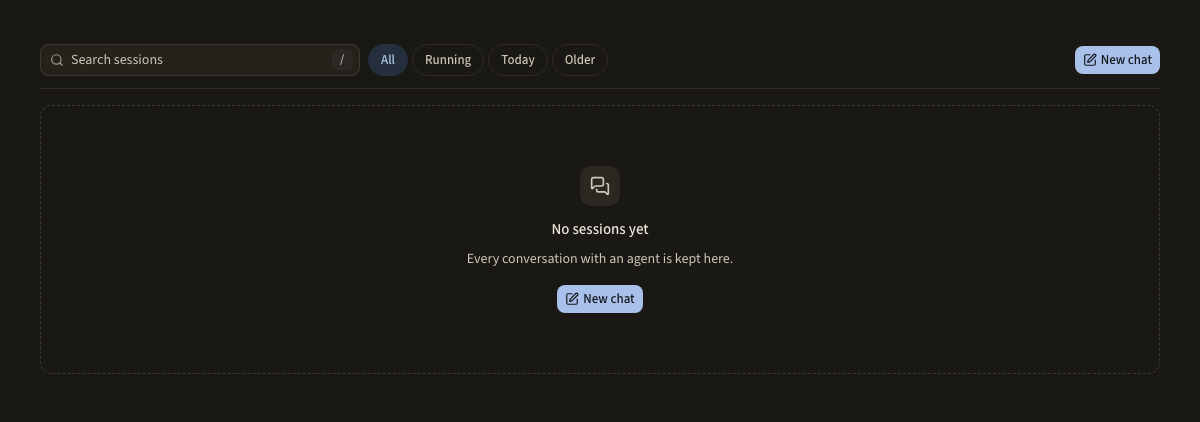 Search sessions /
All
Running
Today
Older
New chat
No sessions yet
Every conversation with an agent is kept here.
New chat